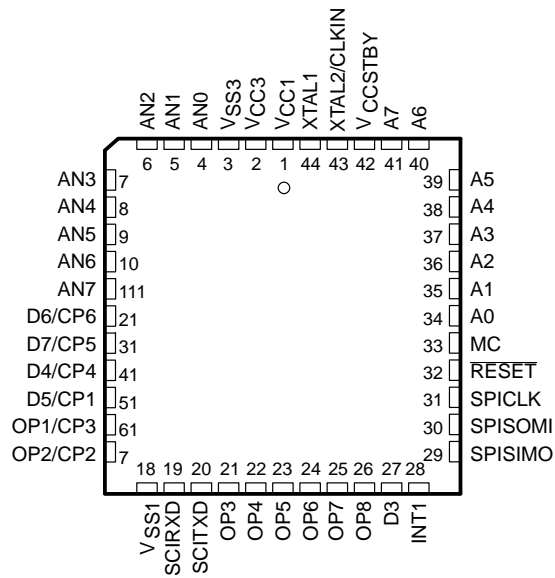 AN2
AN1
AN0
VSS3
VCC3
VCC1
XTAL1
XTAL2/CLKIN
VCCSTBY
A7
A6
6 5 4 3 2 1 44 43 42 41 40
AN3 7 39 A5
AN4 8 38 A4
AN5 9 37 A3
AN6 10 36 A2
AN7 111 35 A1
D6/CP6 21 34 A0
D7/CP5 31 33 MC
D4/CP4 41 32 RESET
D5/CP1 51 31 SPICLK
OP1/CP3 61 30 SPISOMI
OP2/CP2 7 29 SPISIMO
18 19 20 21 22 23 24 25 26 27 28
VSS1
SCIRXD
SCITXD
OP3
OP4
OP5
OP6
OP7
OP8
D3
INT1